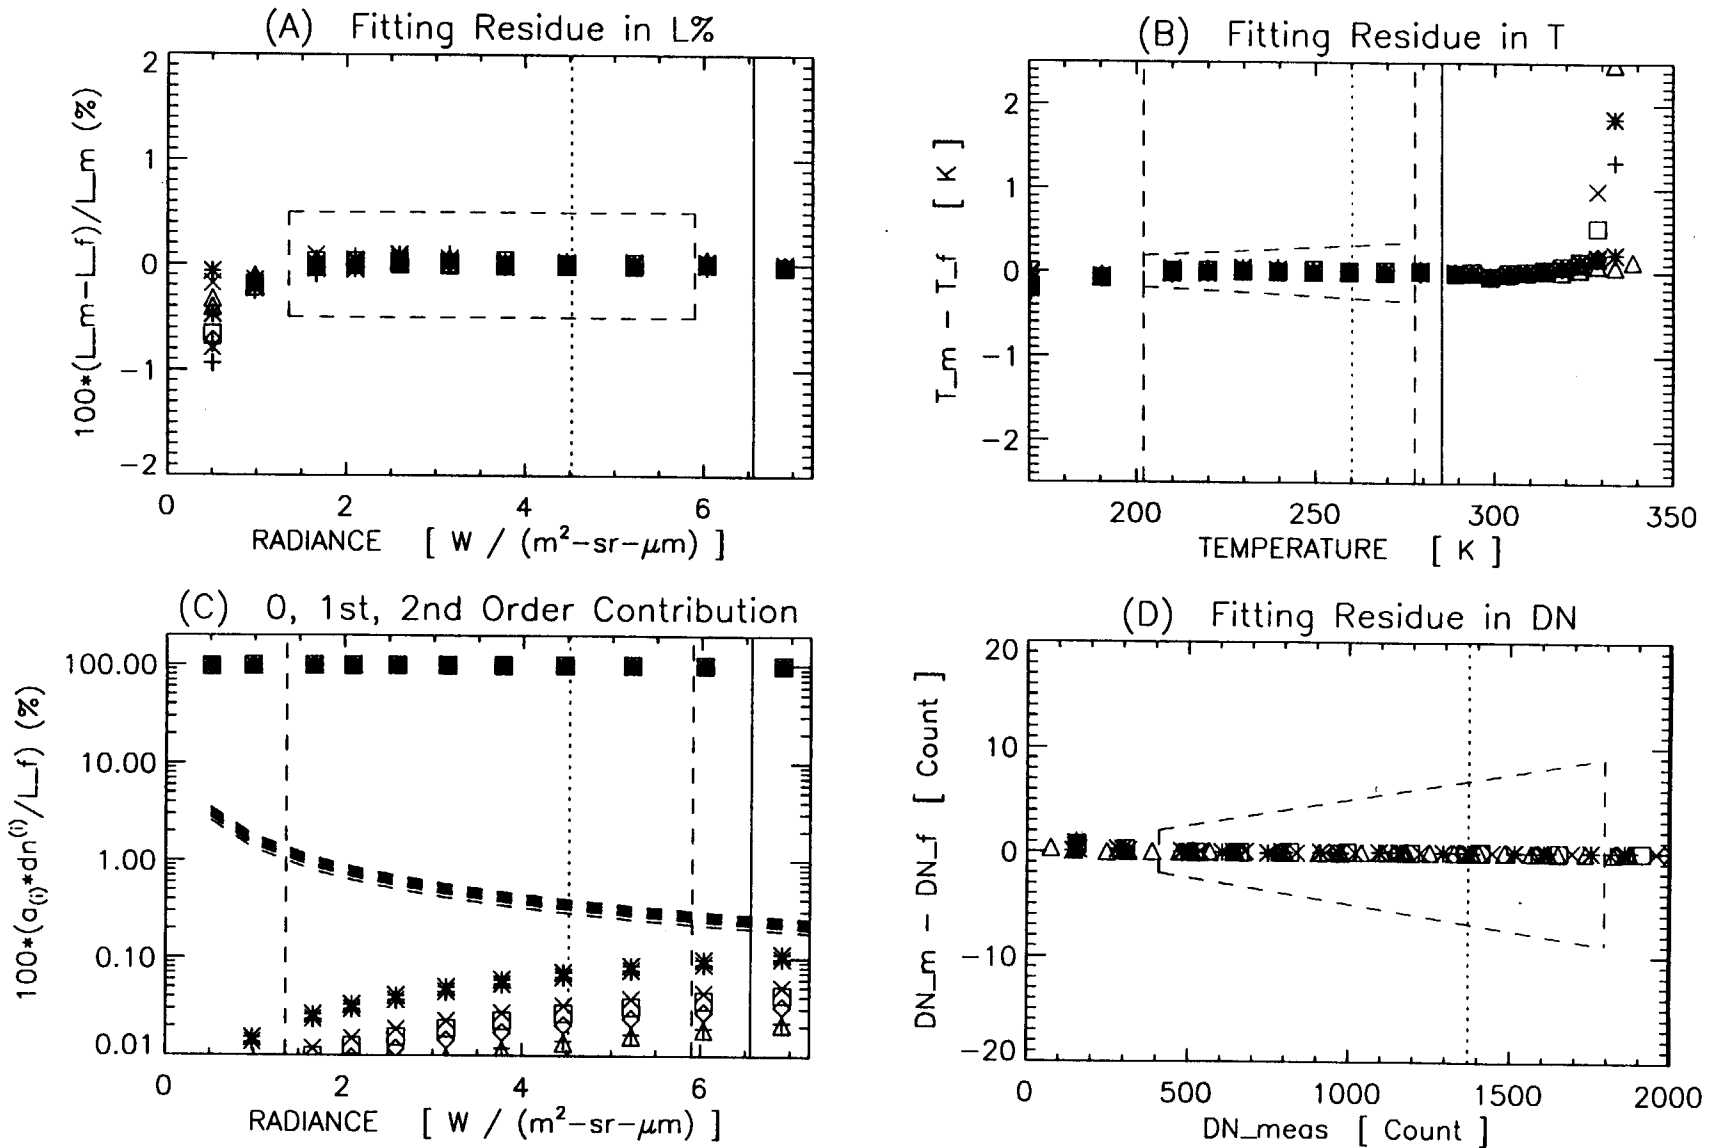 (A) Fitting Residue in L%
100*(L_m-L_f)/L_m (%)
2
1
0
-1
-2
0 2 4 6
RADIANCE [ W / (m²-sr-μm) ]
(B) Fitting Residue in T
T_m - T_f [ K ]
2
1
0
-1
-2
200 250 300 350
TEMPERATURE [ K ]
(C) 0, 1st, 2nd Order Contribution
100*(a(i)*dn(i)/L_f) (%)
100.00
10.00
1.00
0.10
0.01
0 2 4 6
RADIANCE [ W / (m²-sr-μm) ]
(D) Fitting Residue in DN
DN_m - DN_f [ Count ]
20
10
0
-10
-20
0 500 1000 1500 2000
DN_meas [ Count ]